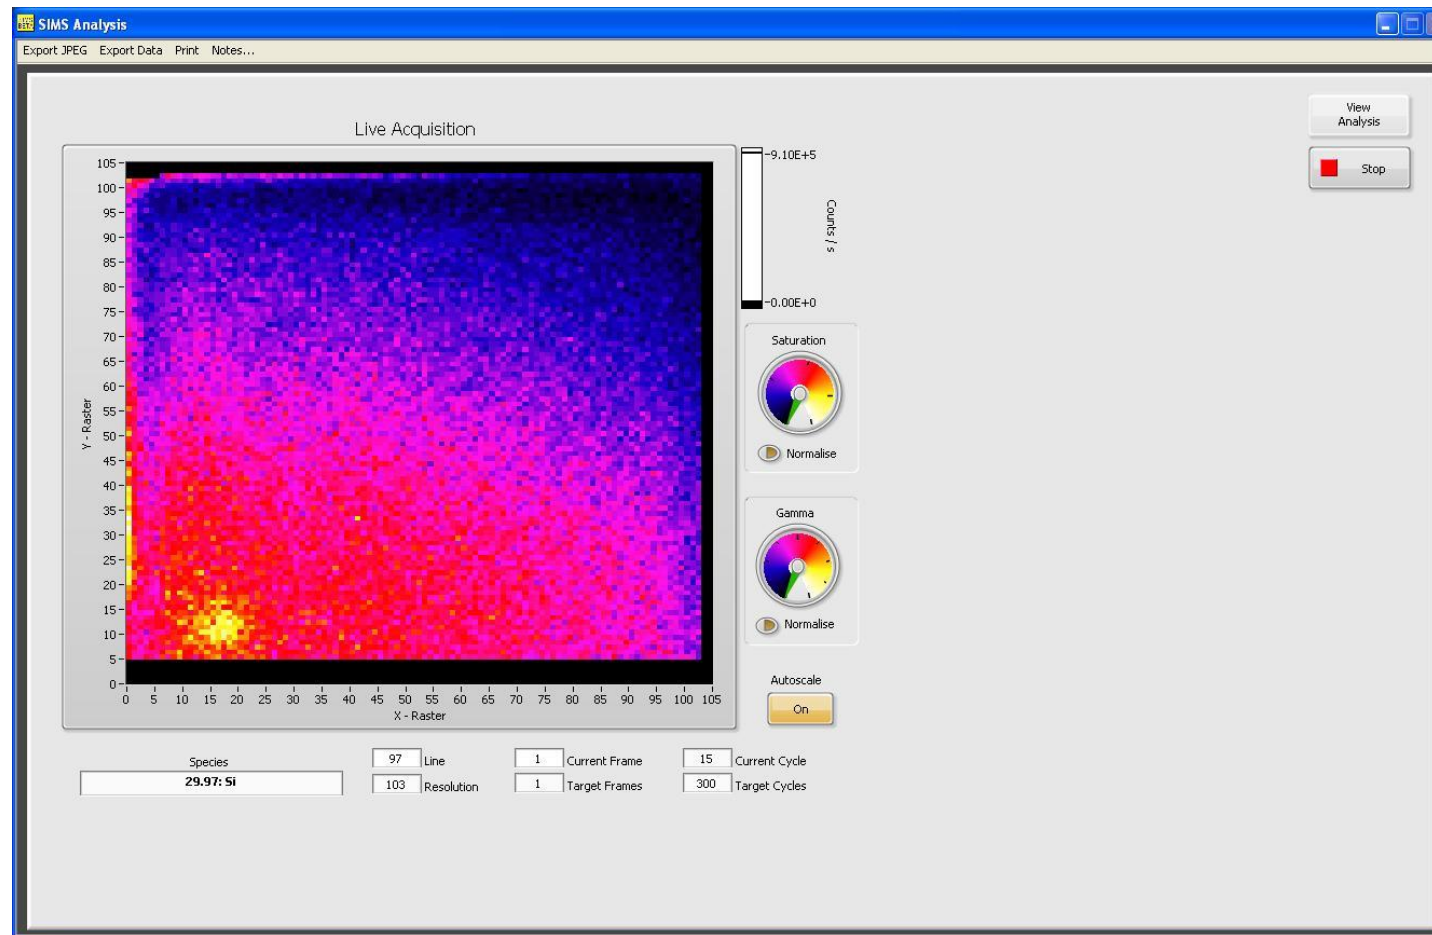 SIMS Analysis
Export JPEG Export Data Print Notes...
View
Analysis
Stop
Live Acquisition
105
100
95
90
85
80
75
70
65
60
55
50
45
40
35
30
25
20
15
10
5
0
Y - Raster
0 5 10 15 20 25 30 35 40 45 50 55 60 65 70 75 80 85 90 95 100 105
X - Raster
9.10E+5
Counts / s
0.00E+0
Saturation
Normalise
Gamma
Normalise
Autoscale
On
Species
29.97: Si
97 Line
103 Resolution
1 Current Frame
1 Target Frames
15 Current Cycle
300 Target Cycles